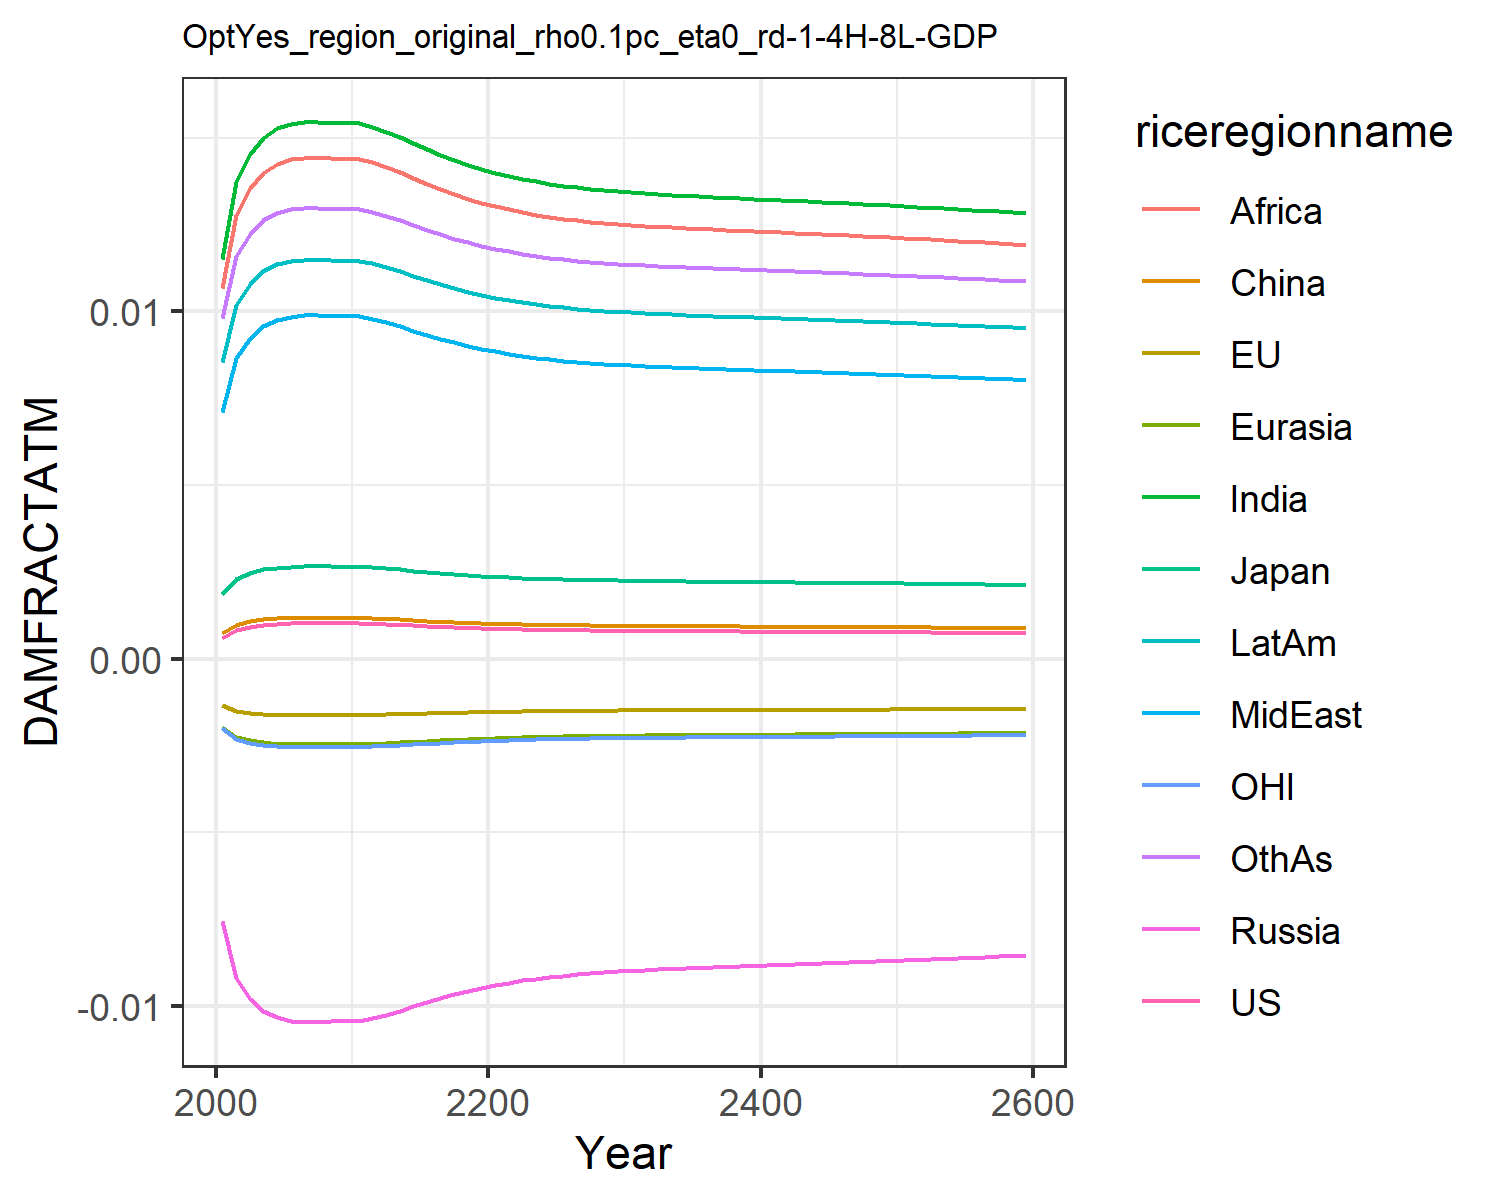 OptYes_region_original_rho0.1pc_eta0_rd-1-4H-8L-GDP
DAMFRACTATM
0.01
0.00
-0.01
2000
2200
2400
2600
Year
riceregionname
Africa
China
EU
Eurasia
India
Japan
LatAm
MidEast
OHI
OthAs
Russia
US